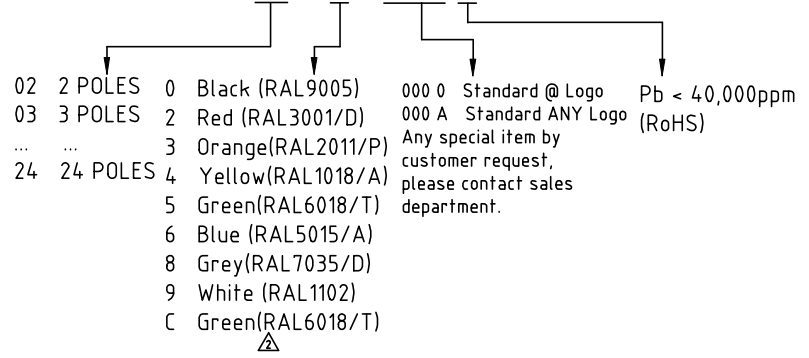 02 2 POLES
03 3 POLES
... ...
24 24 POLES
0 Black (RAL9005)
2 Red (RAL3001/D)
3 Orange(RAL2011/P)
4 Yellow(RAL1018/A)
5 Green(RAL6018/T)
6 Blue (RAL5015/A)
8 Grey(RAL7035/D)
9 White (RAL1102)
C Green(RAL6018/T)
2
000 0 Standard @ Logo
000 A Standard ANY Logo
Any special item by
customer request,
please contact sales
department.
Pb < 40,000ppm
(RoHS)